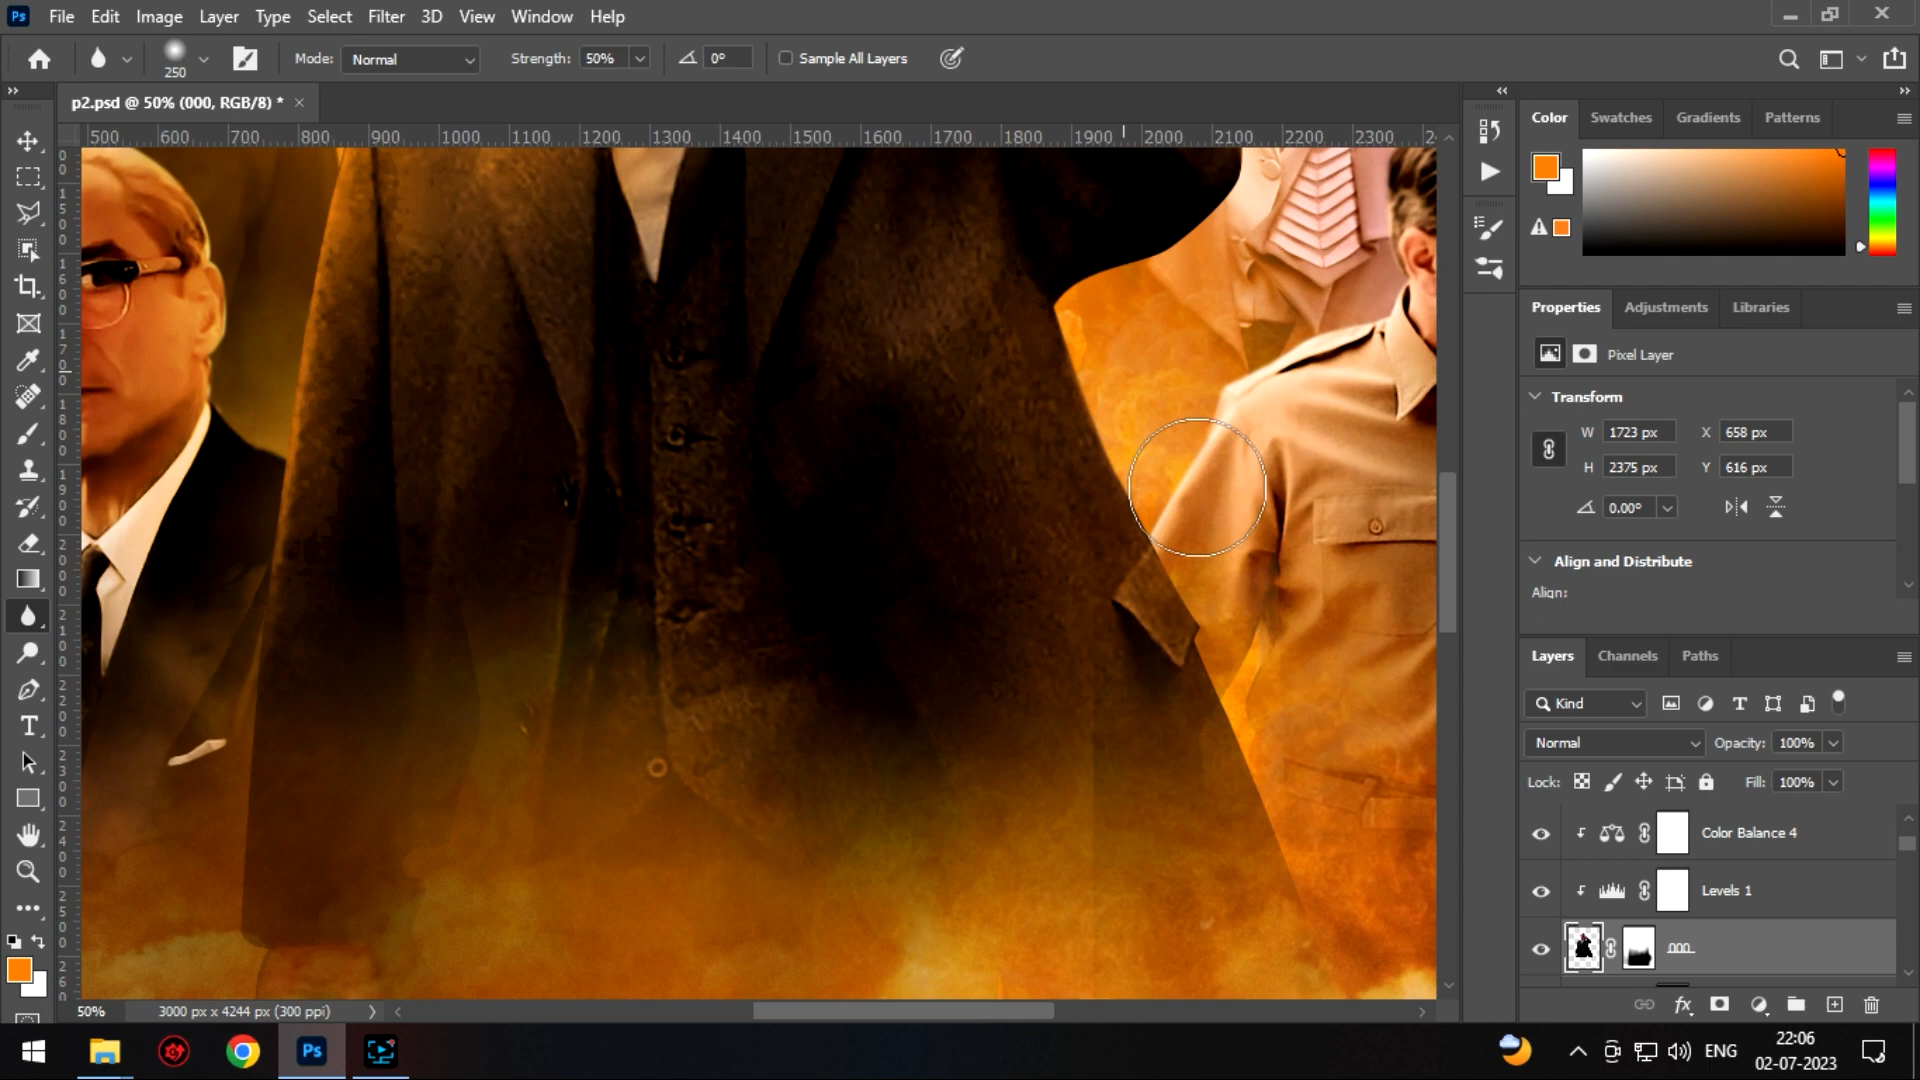 Ps File Edit Image Layer Type Select Filter 3D View Window Help
250 Mode: Normal Strength: 50% 0° Sample All Layers
p2.psd @ 50% (000, RGB/8) * ×
500 600 700 800 900 1000 1100 1200 1300 1400 1500 1600 1700 1800 1900 2000 2100 2200 2300
Color Swatches Gradients Patterns
Properties Adjustments Libraries
Pixel Layer
Transform
W 1723 px X 658 px
H 2375 px Y 616 px
0.00°
Align and Distribute
Align:
Layers Channels Paths
Kind
Normal Opacity: 100%
Lock: Fill: 100%
Color Balance 4
Levels 1
000
50% 3000 px x 4244 px (300 ppi)
Ps ENG 22:06
02-07-2023